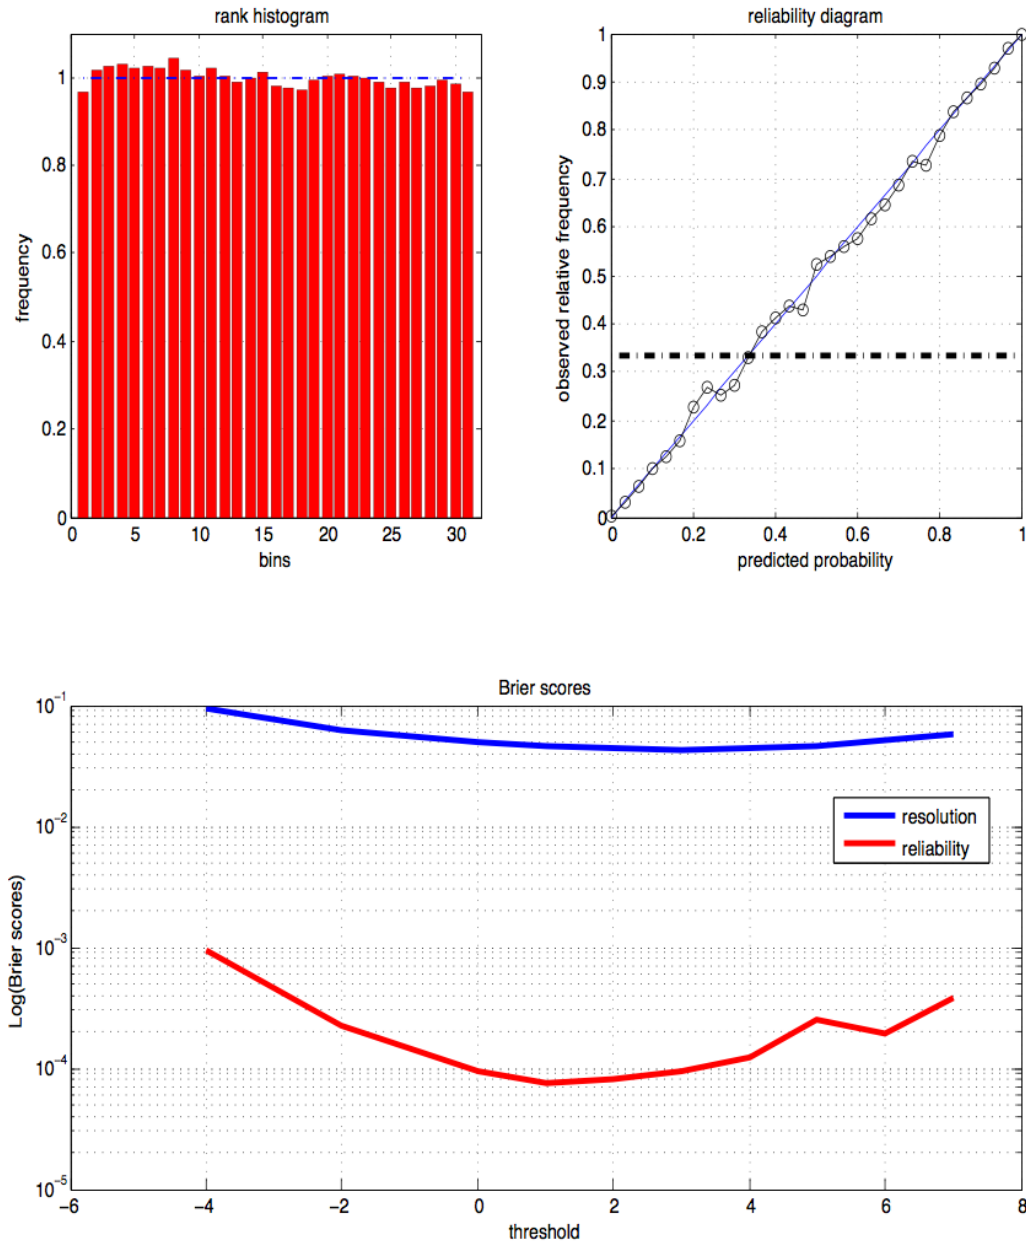 rank histogram
1
0.8
0.6
0.4
0.2
0
frequency
0 5 10 15 20 25 30
bins
reliability diagram
1
0.9
0.8
0.7
0.6
0.5
0.4
0.3
0.2
0.1
0
observed relative frequency
0 0.2 0.4 0.6 0.8 1
predicted probability
Brier scores
10^-1
10^-2
10^-3
10^-4
10^-5
Log(Brier scores)
resolution
reliability
−6 −4 −2 0 2 4 6 8
threshold